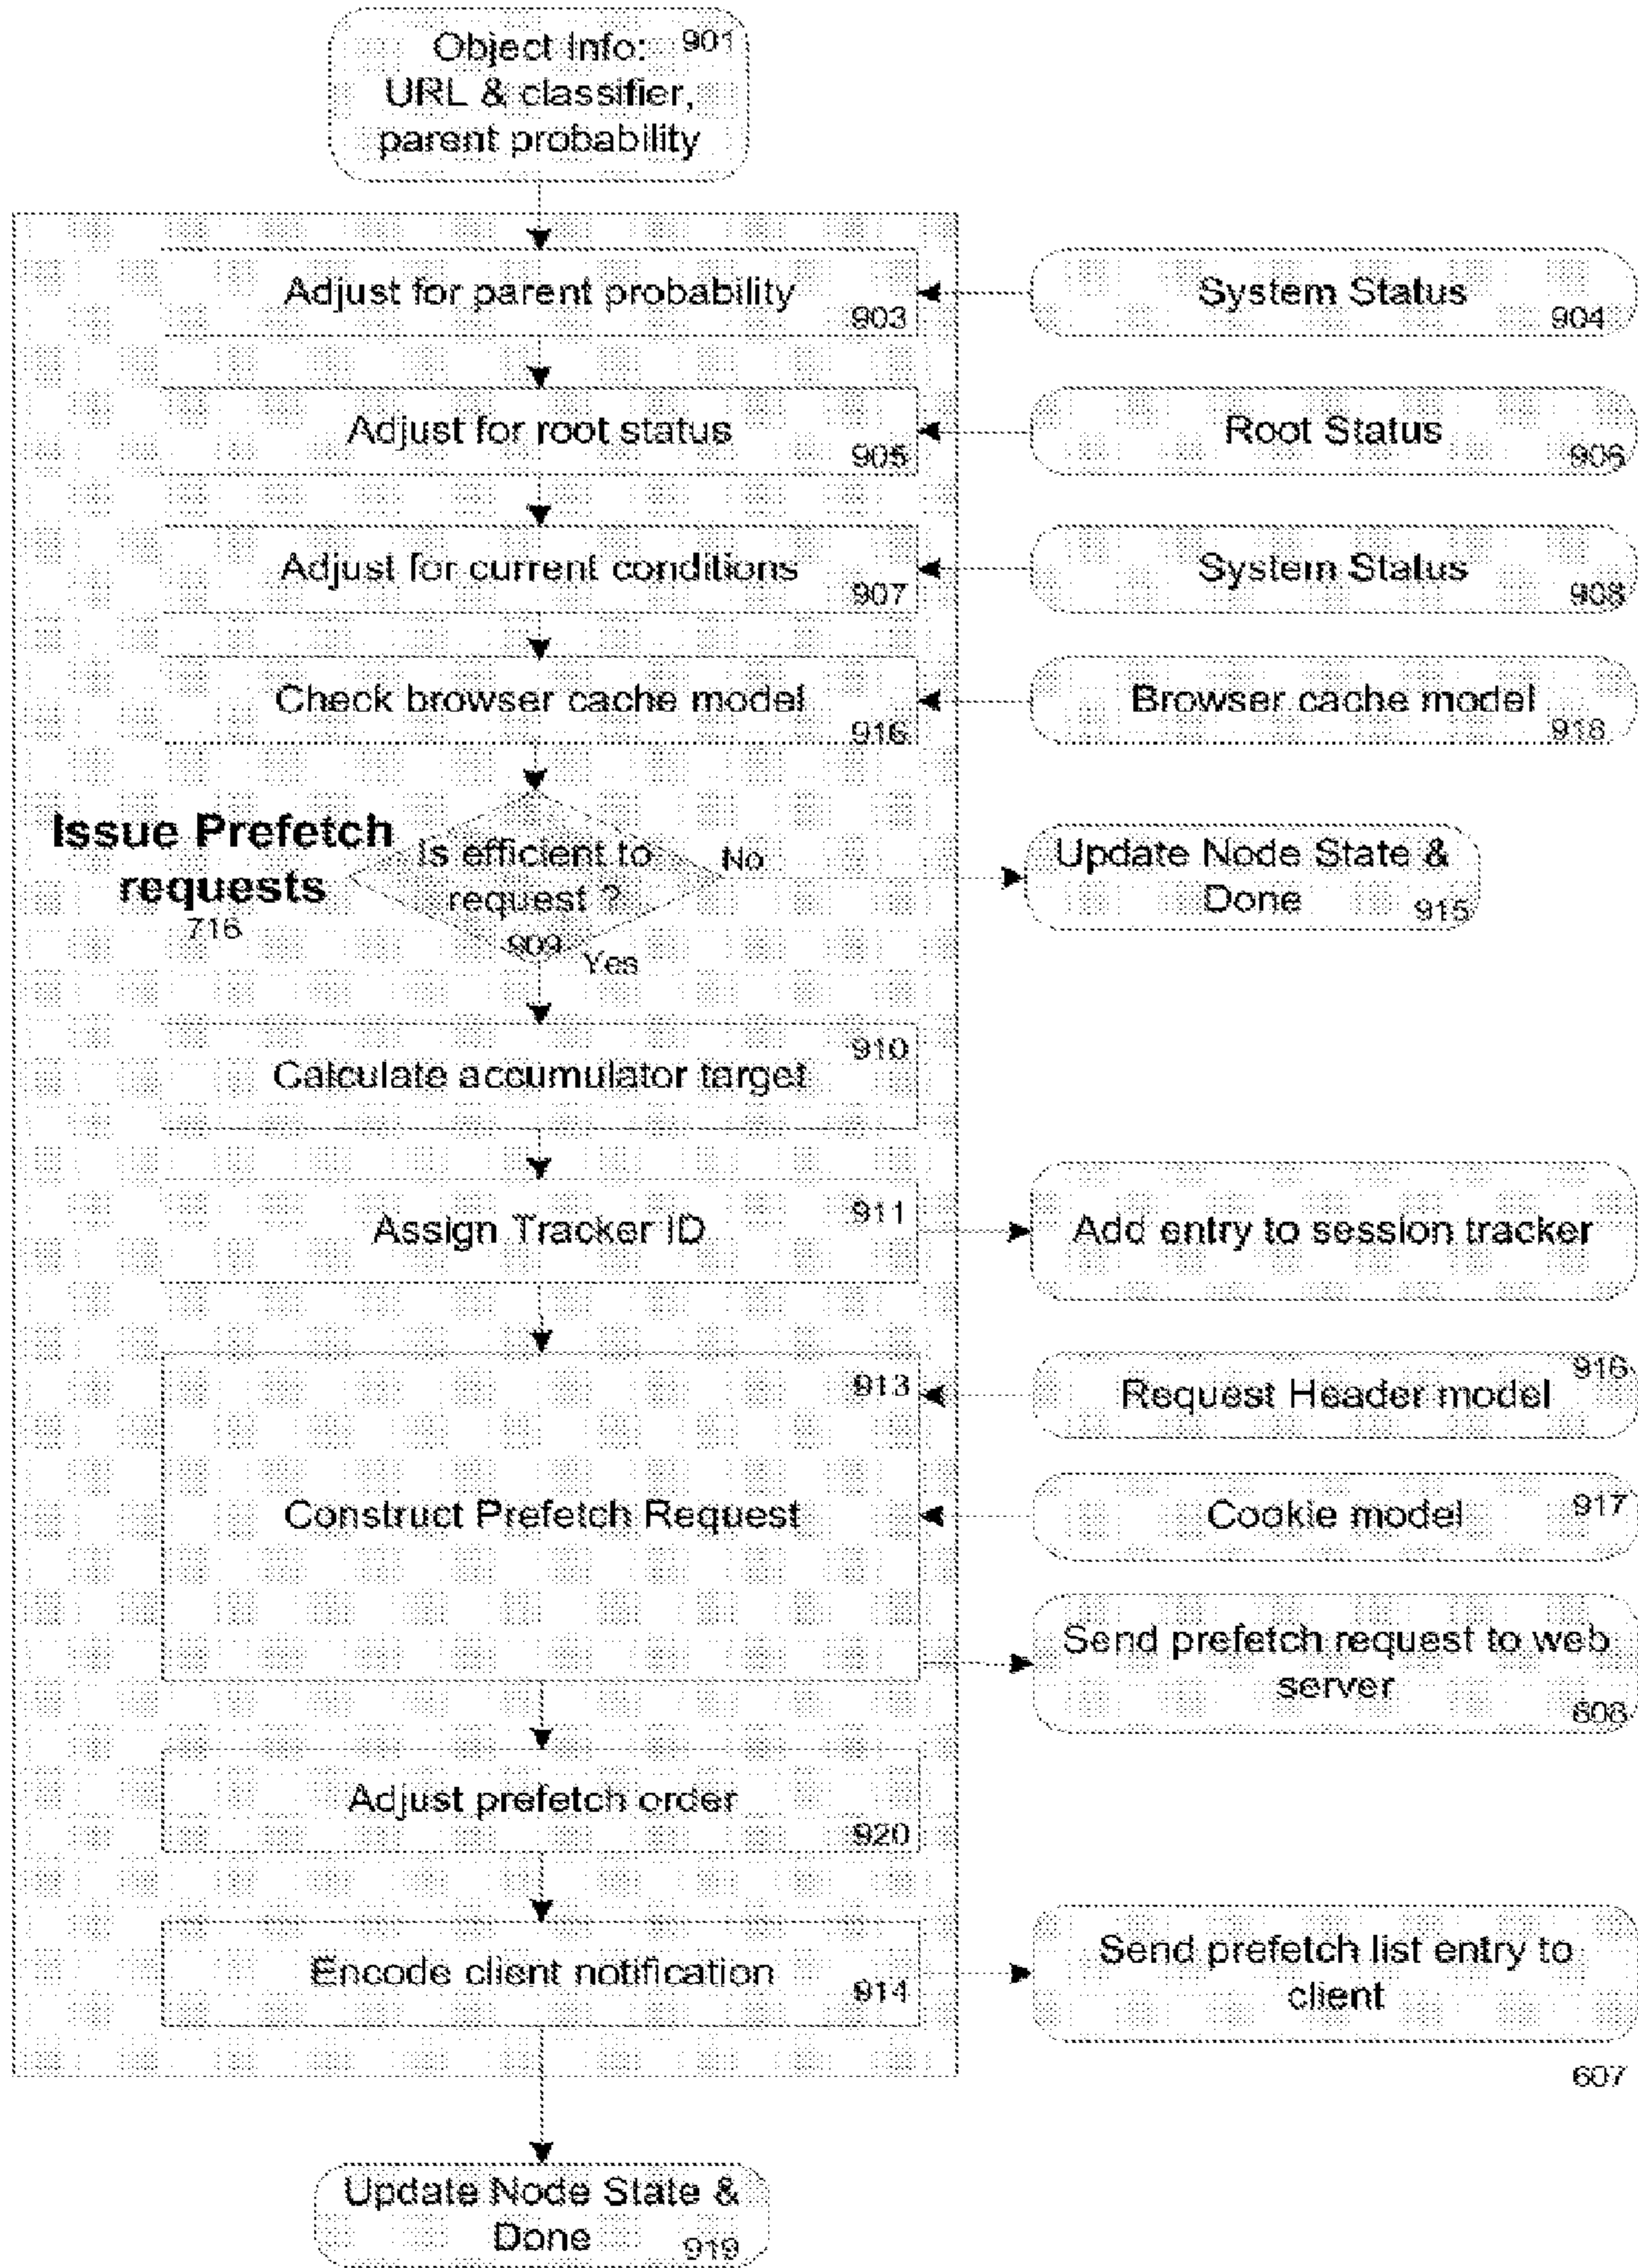 Object Info: 901
URL & classifier,
parent probability
Adjust for parent probability
903
System Status
904
Adjust for root status
905
Root Status
906
Adjust for current conditions
907
System Status
908
Check browser cache model
916
Browser cache model
918
Issue Prefetch
requests
716
Is efficient to
request ?
909
No
Yes
Update Node State &
Done
915
910
Calculate accumulator target
Assign Tracker ID
911
Add entry to session tracker
913
Construct Prefetch Request
916
Request Header model
Cookie model
917
Send prefetch request to web
server
608
Adjust prefetch order
920
Encode client notification
914
Send prefetch list entry to
client
607
Update Node State &
Done
919